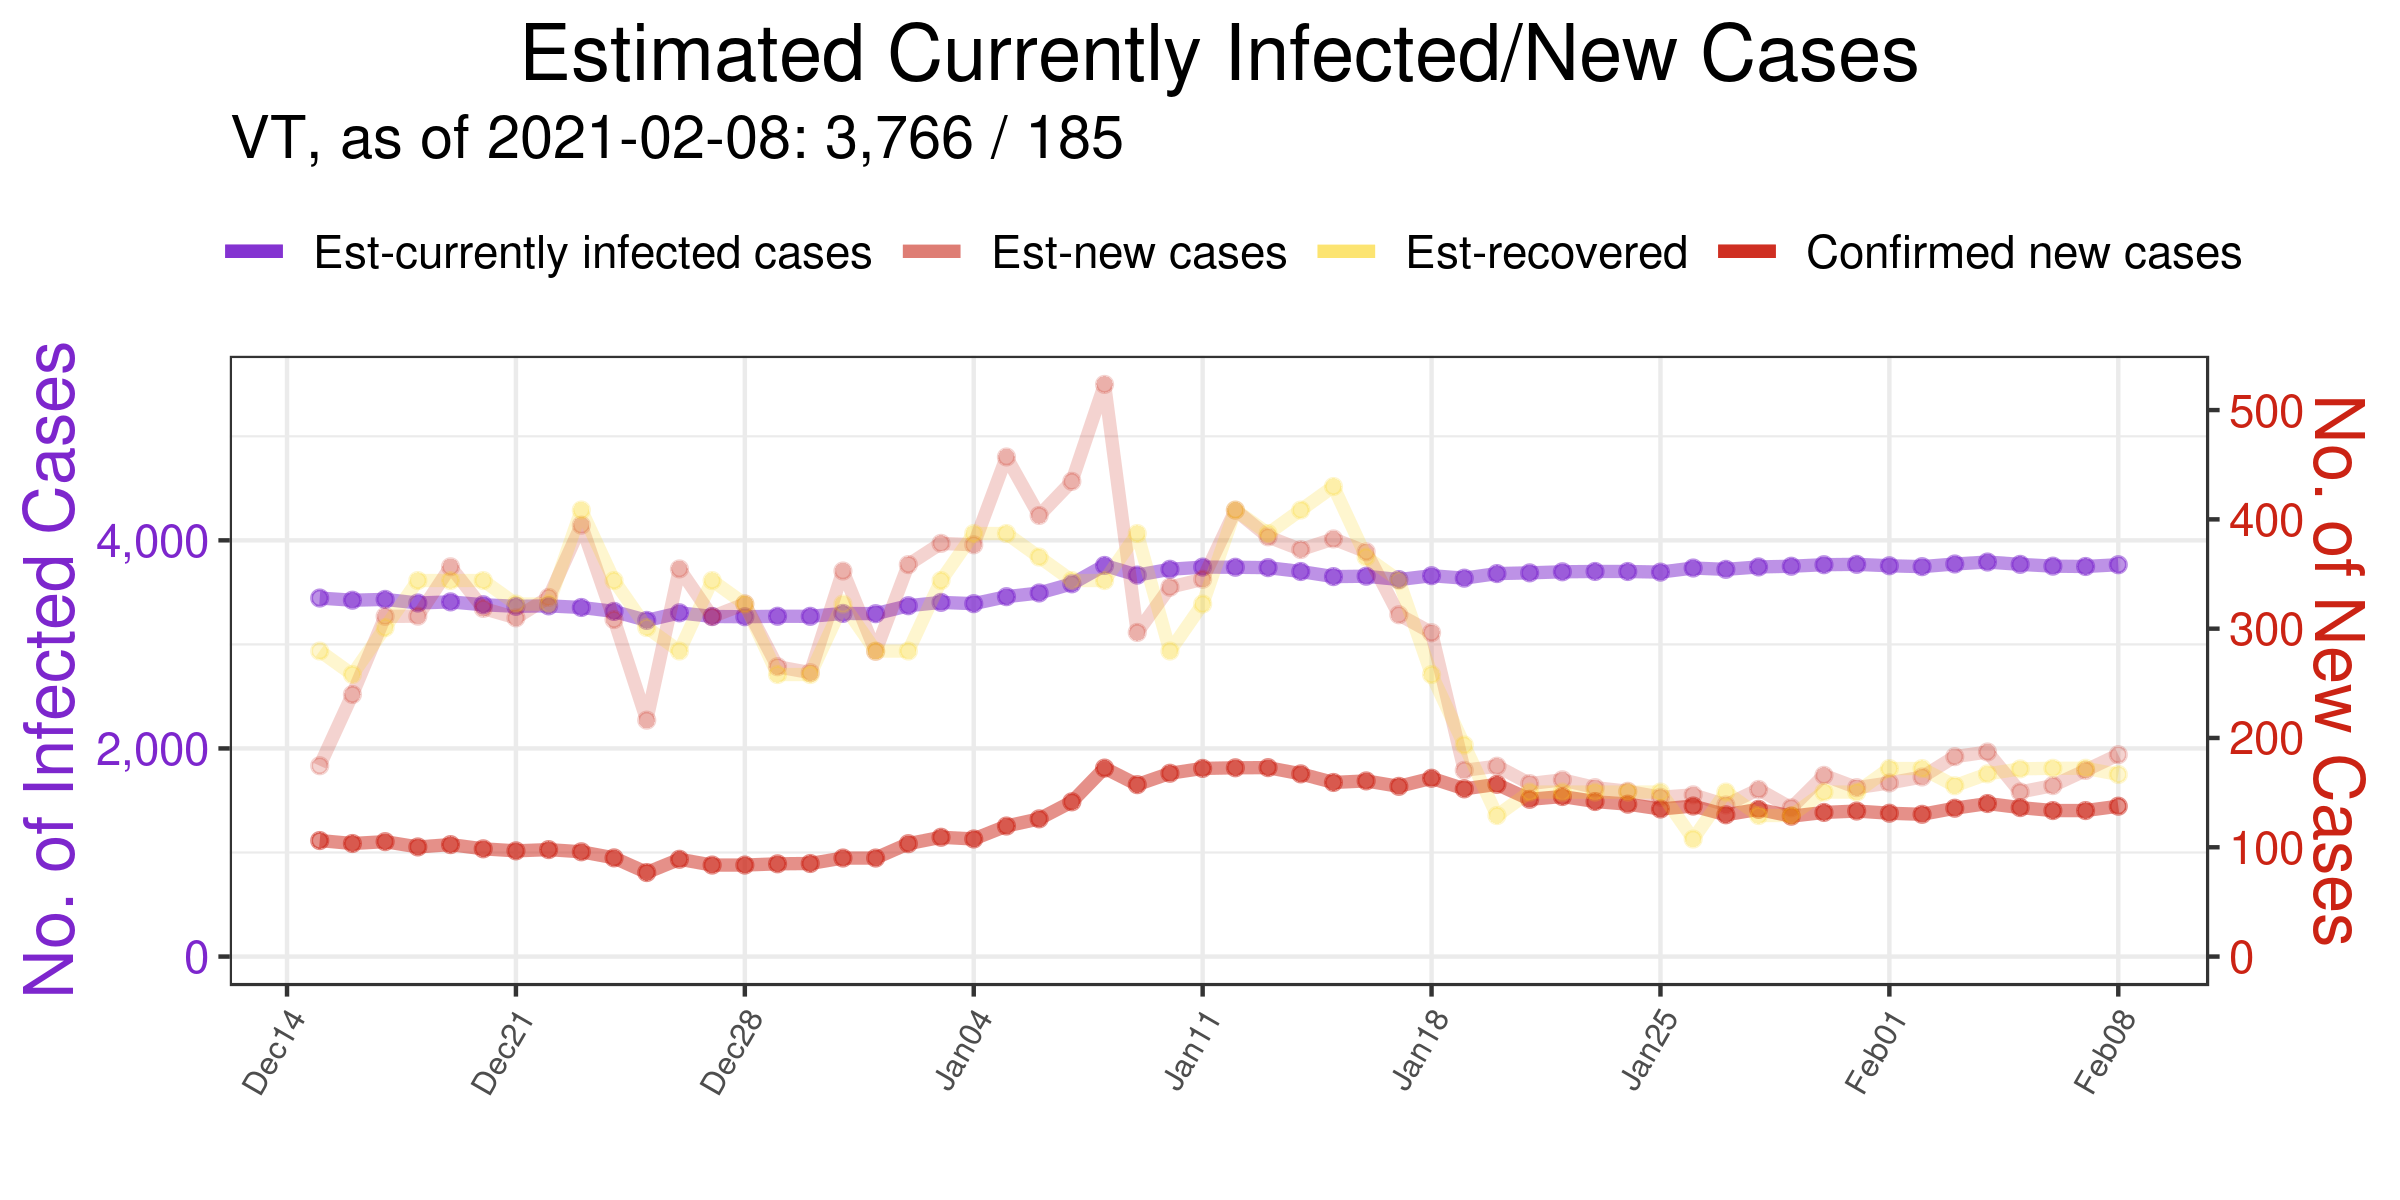 Estimated Currently Infected/New Cases
VT, as of 2021-02-08: 3,766 / 185
Est-currently infected cases Est-new cases Est-recovered Confirmed new cases
No. of Infected Cases
4,000
2,000
0
500
400
300
200
100
0
No. of New Cases
Dec14 Dec21 Dec28 Jan04 Jan11 Jan18 Jan25 Feb01 Feb08